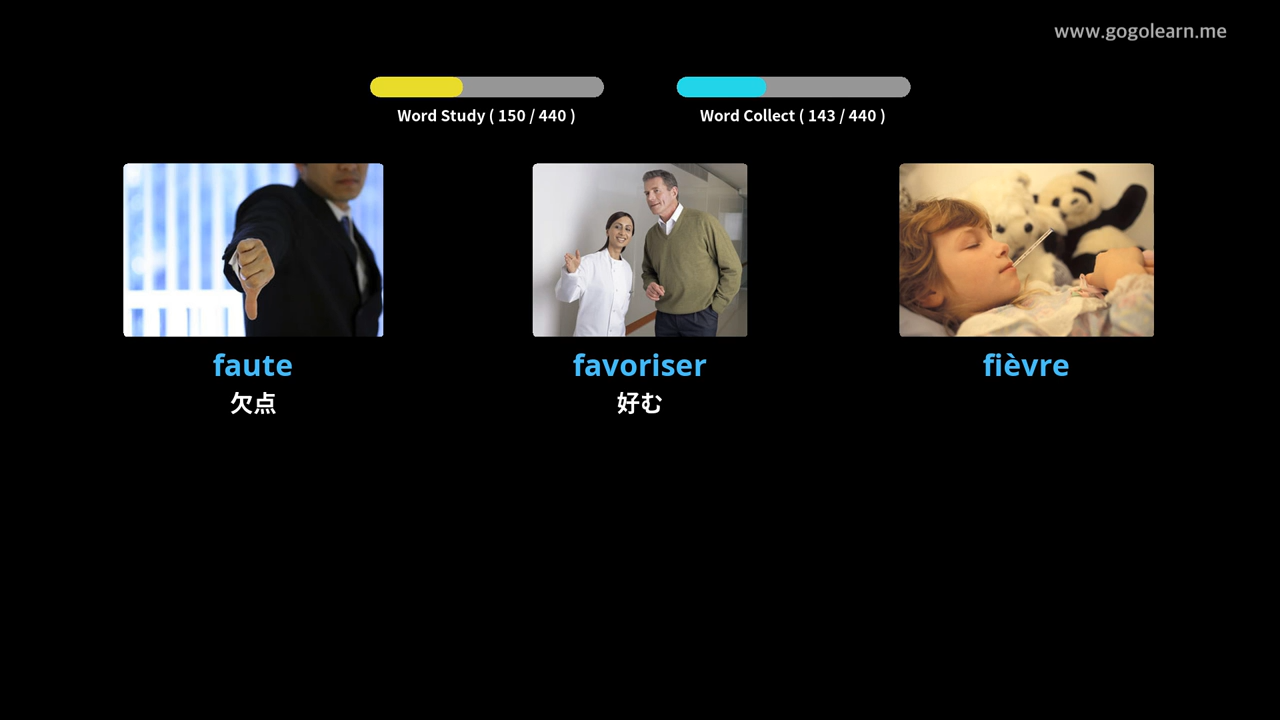 www.gogolearn.me
Word Study ( 150 / 440 )
Word Collect ( 143 / 440 )
faute
favoriser
fièvre
欠点
好む